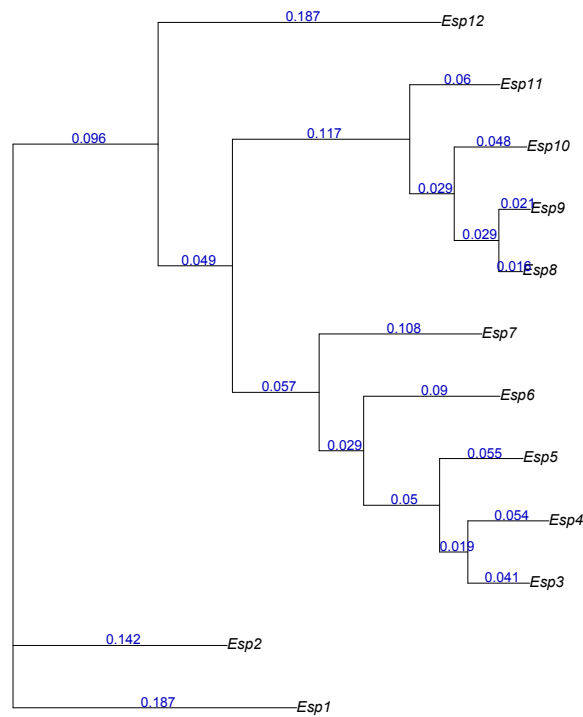 0.187 Esp12
0.06 Esp11
0.096 0.117
0.048 Esp10
0.029
0.021 Esp9
0.029
0.049
Esp8
0.108 Esp7
0.057
0.09 Esp6
0.029
0.055 Esp5
0.05
0.054 Esp4
0.019
0.041 Esp3
0.142 Esp2
0.187 Esp1